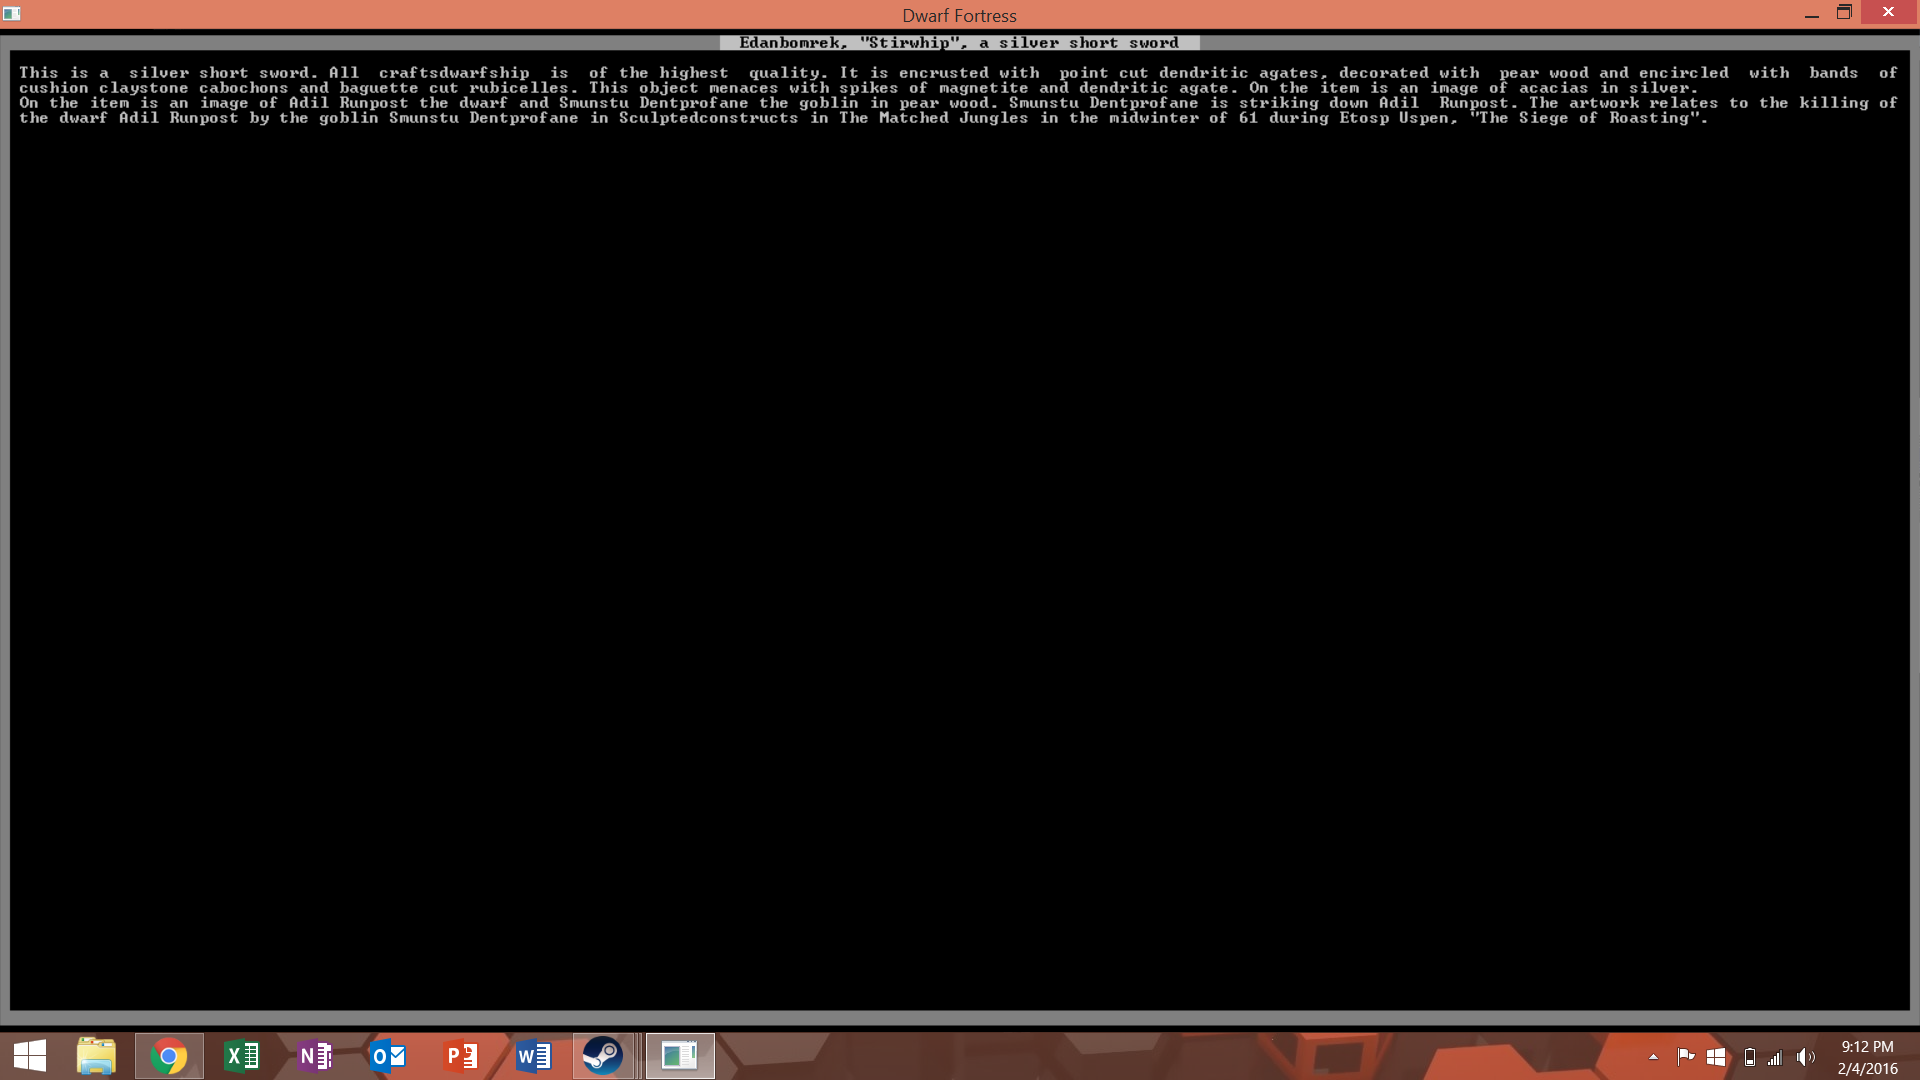 Dwarf Fortress
Edanbomrek, "Stirwhip", a silver short sword
This is a silver short sword. All craftsdwarfship is of the highest quality. It is encrusted with point cut dendritic agates, decorated with pear wood and encircled with bands of
cushion claystone cabochons and baguette cut rubicelles. This object menaces with spikes of magnetite and dendritic agate. On the item is an image of acacias in silver.
On the item is an image of Adil Runpost the dwarf and Smunstu Dentprofane the goblin in pear wood. Smunstu Dentprofane is striking down Adil Runpost. The artwork relates to the killing of
the dwarf Adil Runpost by the goblin Smunstu Dentprofane in Sculptedconstructs in The Matched Jungles in the midwinter of 61 during Etosp Uspen, "The Siege of Roasting".
9:12 PM
2/4/2016